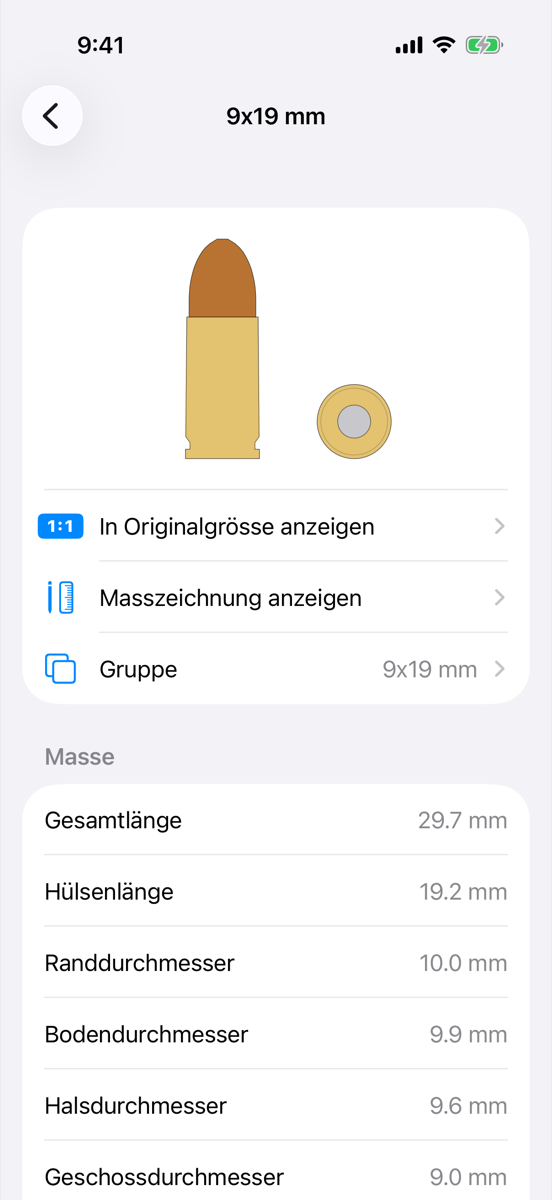 9:41
9x19 mm
1:1 In Originalgrösse anzeigen
Masszeichnung anzeigen
Gruppe 9x19 mm
Masse
Gesamtlänge 29.7 mm
Hülsenlänge 19.2 mm
Randdurchmesser 10.0 mm
Bodendurchmesser 9.9 mm
Halsdurchmesser 9.6 mm
Geschossdurchmesser 9.0 mm